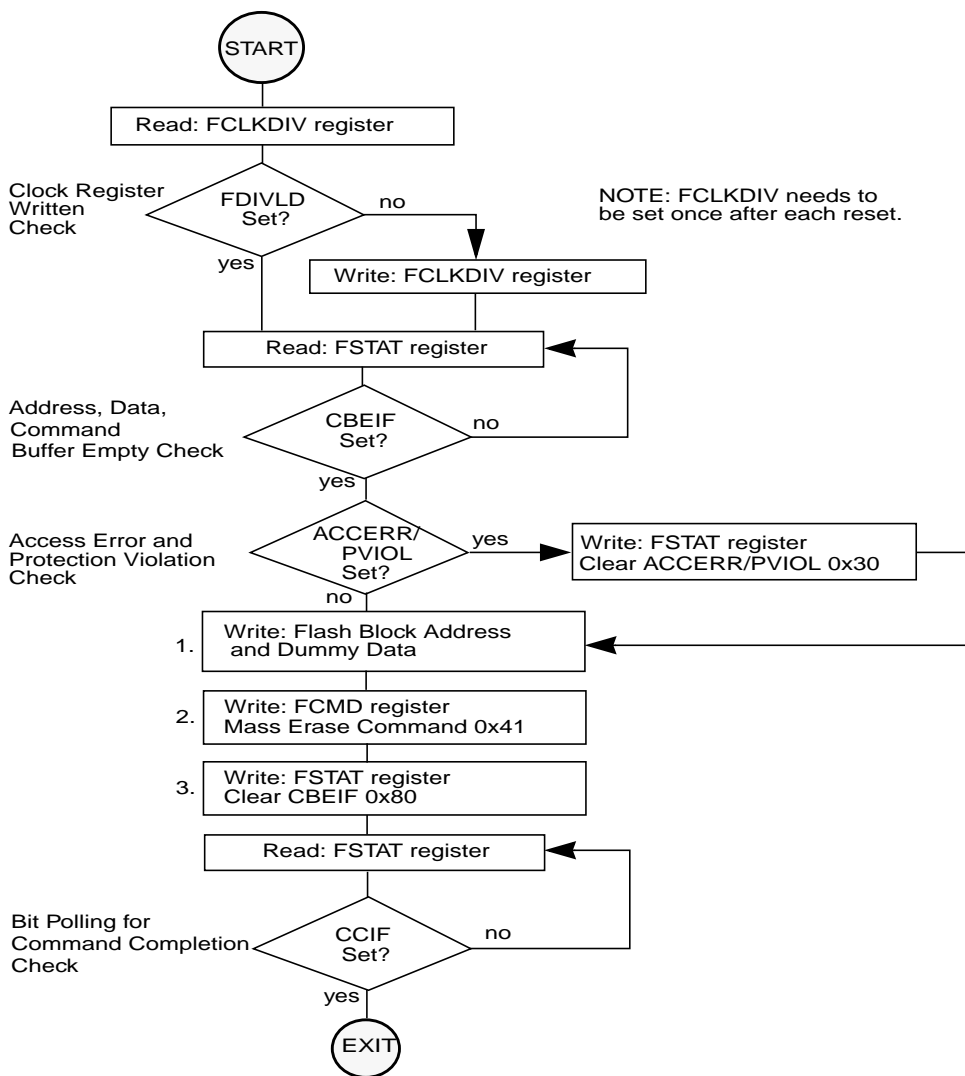 START
Read: FCLKDIV register
Clock Register
Written
Check
FDIVLD
Set?
no
NOTE: FCLKDIV needs to
be set once after each reset.
yes
Write: FCLKDIV register
Read: FSTAT register
Address, Data,
Command
Buffer Empty Check
CBEIF
Set?
no
yes
Access Error and
Protection Violation
Check
ACCERR/
PVIOL
Set?
yes
Write: FSTAT register
Clear ACCERR/PVIOL 0x30
no
1.
Write: Flash Block Address
and Dummy Data
2.
Write: FCMD register
Mass Erase Command 0x41
3.
Write: FSTAT register
Clear CBEIF 0x80
Read: FSTAT register
Bit Polling for
Command Completion
Check
CCIF
Set?
no
yes
EXIT